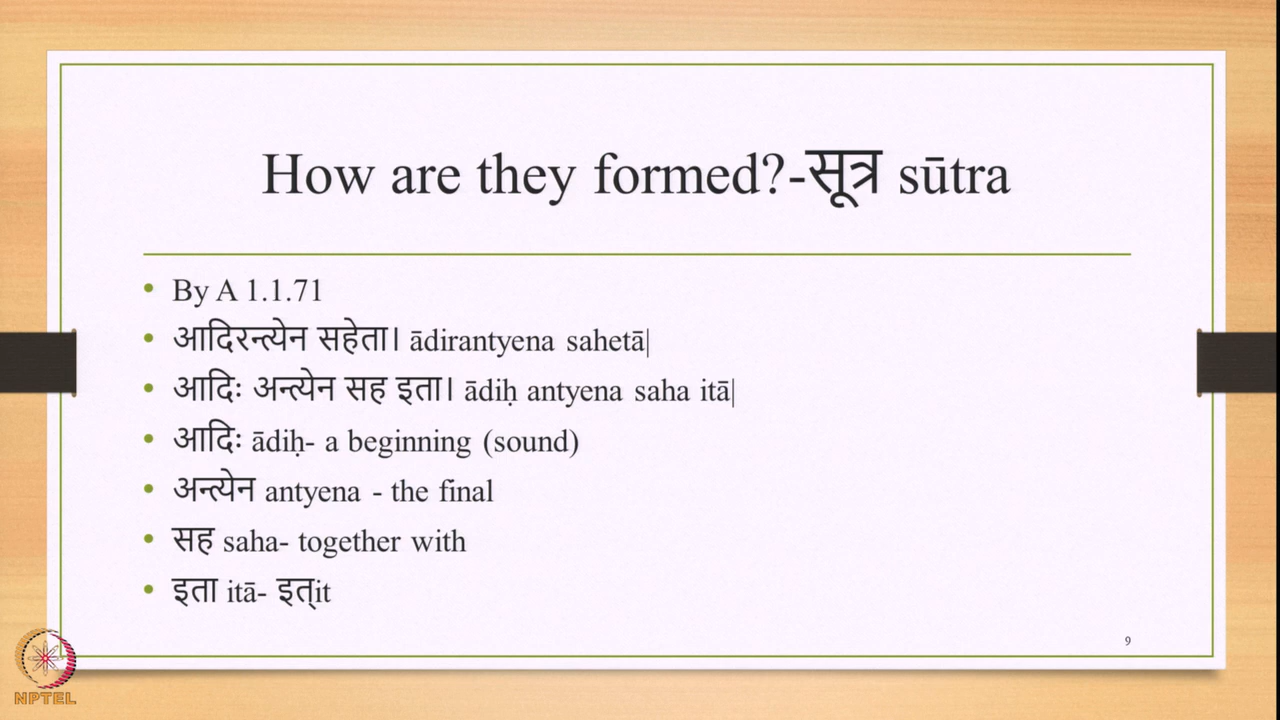 How are they formed?-सूत्र sūtra
• By A 1.1.71
• आदिरन्त्येन सहेता। ādirantyena sahetā|
• आदिः अन्त्येन सह इता। ādiḥ antyena saha itā|
• आदिः ādiḥ- a beginning (sound)
• अन्त्येन antyena - the final
• सह saha- together with
• इता itā- इत्it
9
NPTEL